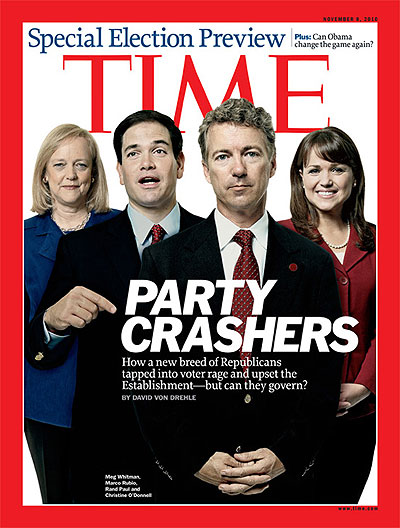 NOVEMBER 8, 2010
Special Election Preview
Plus: Can Obama
change the game again?
TIME
PARTY
CRASHERS
How a new breed of Republicans
tapped into voter rage and upset the
Establishment—but can they govern?
BY DAVID VON DREHLE
Meg Whitman,
Marco Rubio,
Rand Paul and
Christine O'Donnell
www.time.com